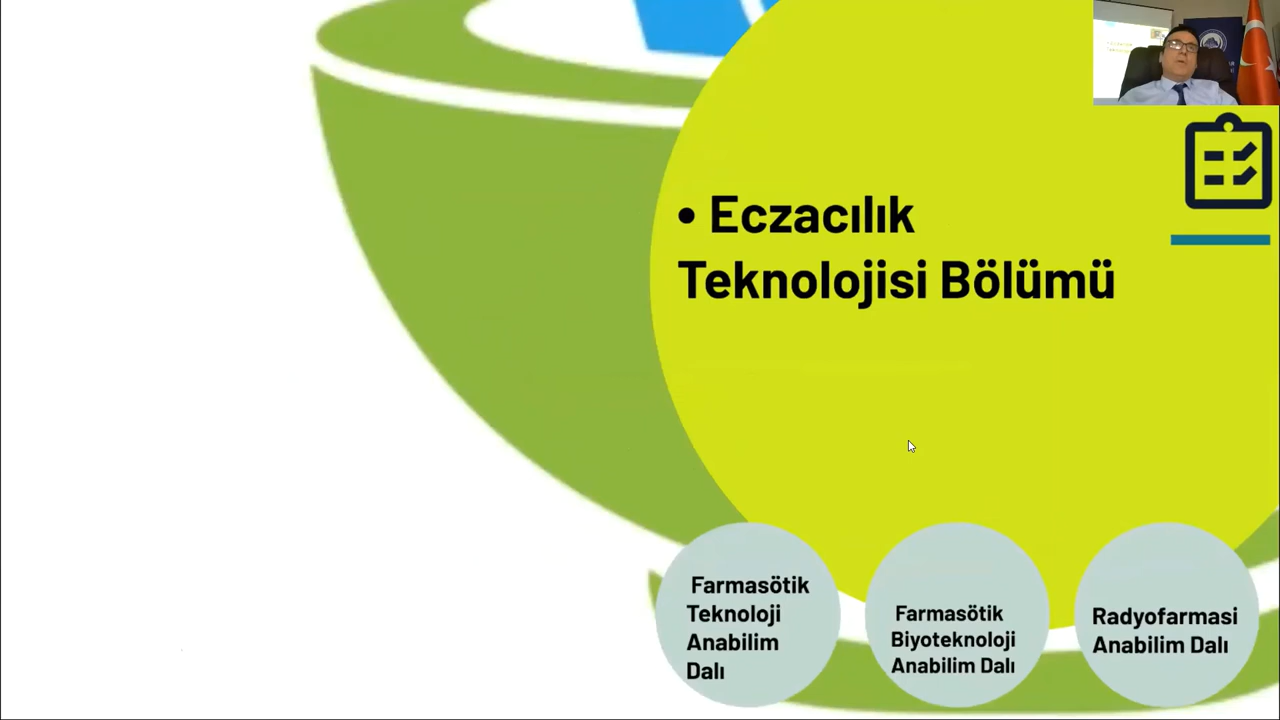 • Eczacılık
Teknolojisi Bölümü
Farmasötik
Teknoloji
Anabilim
Dalı
Farmasötik
Biyoteknoloji
Anabilim Dalı
Radyofarmasi
Anabilim Dalı